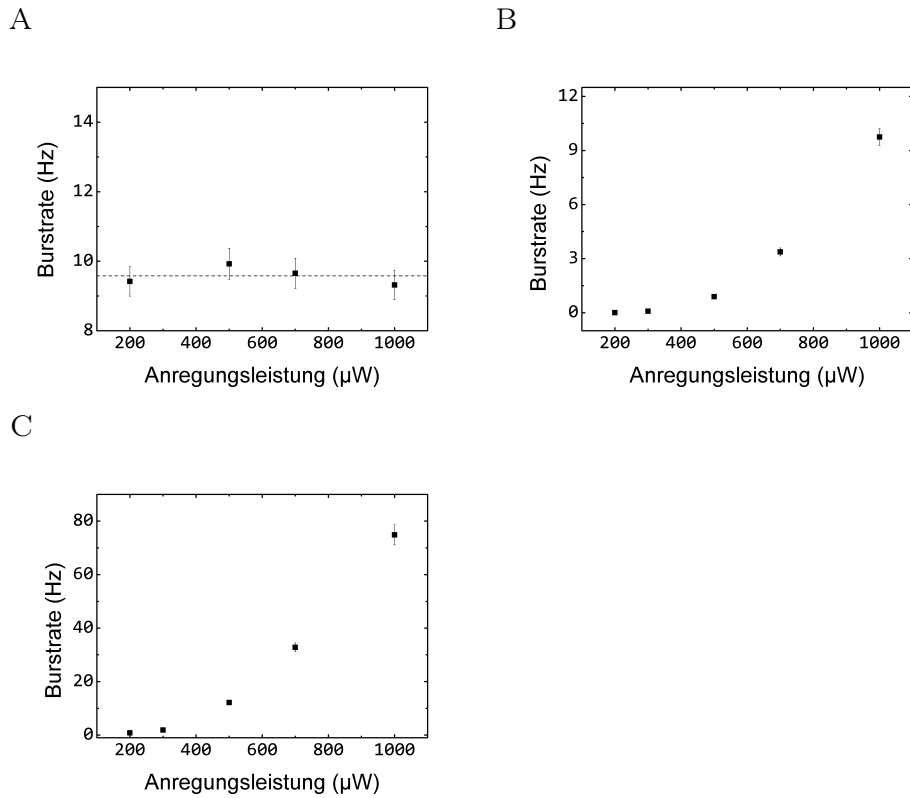 A
14
12
10
8
Burstrate (Hz)
200 400 600 800 1000
Anregungsleistung (µW)
B
12
9
6
3
0
Burstrate (Hz)
200 400 600 800 1000
Anregungsleistung (µW)
C
80
60
40
20
0
Burstrate (Hz)
200 400 600 800 1000
Anregungsleistung (µW)